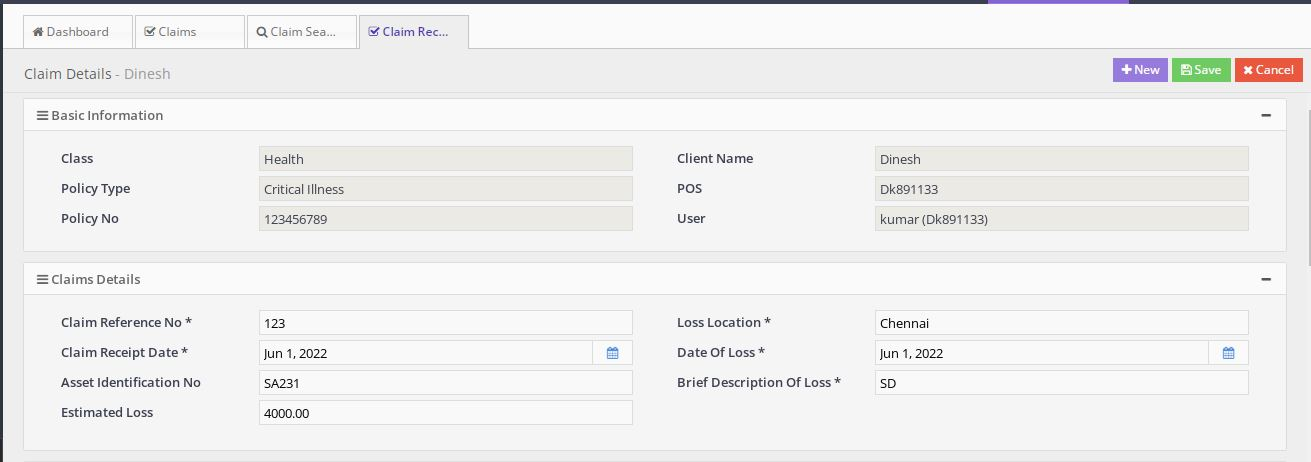 Dashboard Claims Claim Sea... Claim Rec...
Claim Details - Dinesh New Save Cancel
Basic Information
Class Health Client Name Dinesh
Policy Type Critical Illness POS Dk891133
Policy No 123456789 User kumar (Dk891133)
Claims Details
Claim Reference No * 123 Loss Location * Chennai
Claim Receipt Date * Jun 1, 2022 Date Of Loss * Jun 1, 2022
Asset Identification No SA231 Brief Description Of Loss * SD
Estimated Loss 4000.00